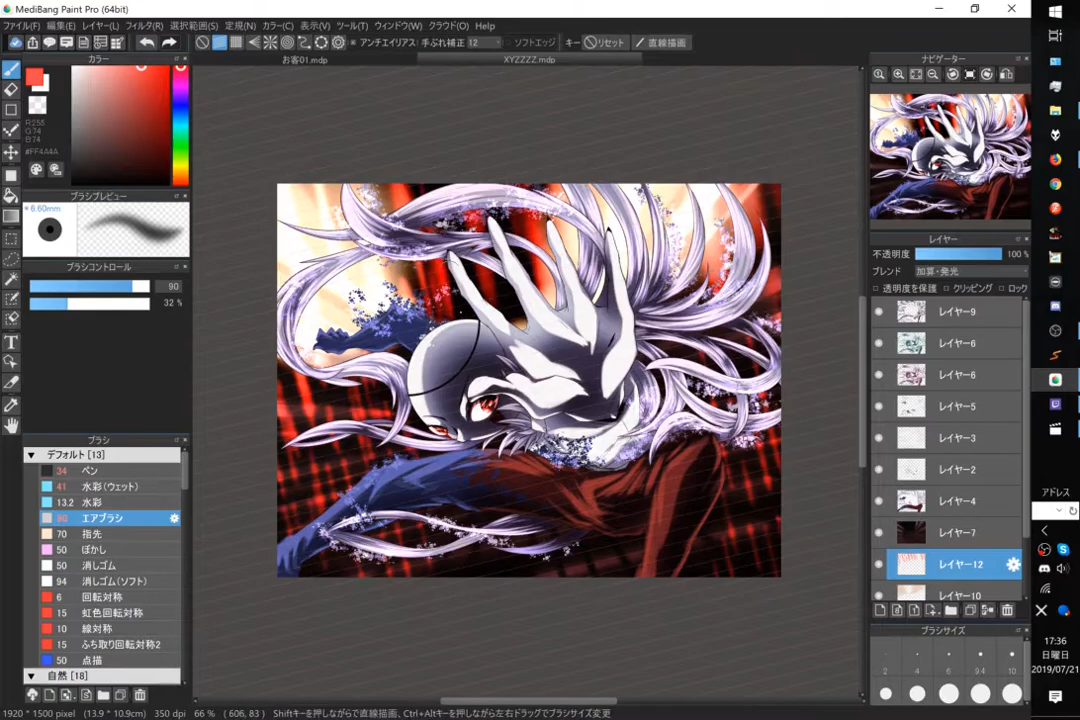 MediBang Paint Pro (64bit)
ファイル(F) 編集(E) レイヤー(L) フィルタ(R) 選択範囲(S) 定規(N) カラー(C) 表示(V) ツール(T) ウィンドウ(W) クラウド(O) Help
アンチエイリアス 手ぶれ補正 12 ソフトエッジ キー リセット 直線描画
カラー
お客01.mdp XYZZZZ.mdp
ナビゲーター
R255
G74
B74
#FF4A4A
ブラシプレビュー
* 6.60mm
ブラシコントロール
90
32 %
レイヤー
不透明度 100 %
ブレンド 加算・発光
透明度を保護 クリッピング ロック
レイヤー9
レイヤー6
レイヤー6
レイヤー5
レイヤー3
レイヤー2
レイヤー4
レイヤー7
レイヤー12
レイヤー10
ブラシ
デフォルト [13]
34 ペン
41 水彩(ウェット)
13.2 水彩
90 エアブラシ
70 指先
50 ぼかし
50 消しゴム
94 消しゴム(ソフト)
6 回転対称
15 虹色回転対称
10 線対称
15 ふち取り回転対称2
50 点描
自然 [18]
ブラシサイズ
2 4 6 9.4 10
アドレス
17:36
日曜日
2019/07/21
1920 * 1500 pixel (13.9 * 10.9cm) 350 dpi 66 % ( 606, 83 ) Shiftキーを押しながらで直線描画、Ctrl+Altキーを押しながら左右ドラッグでブラシサイズ変更